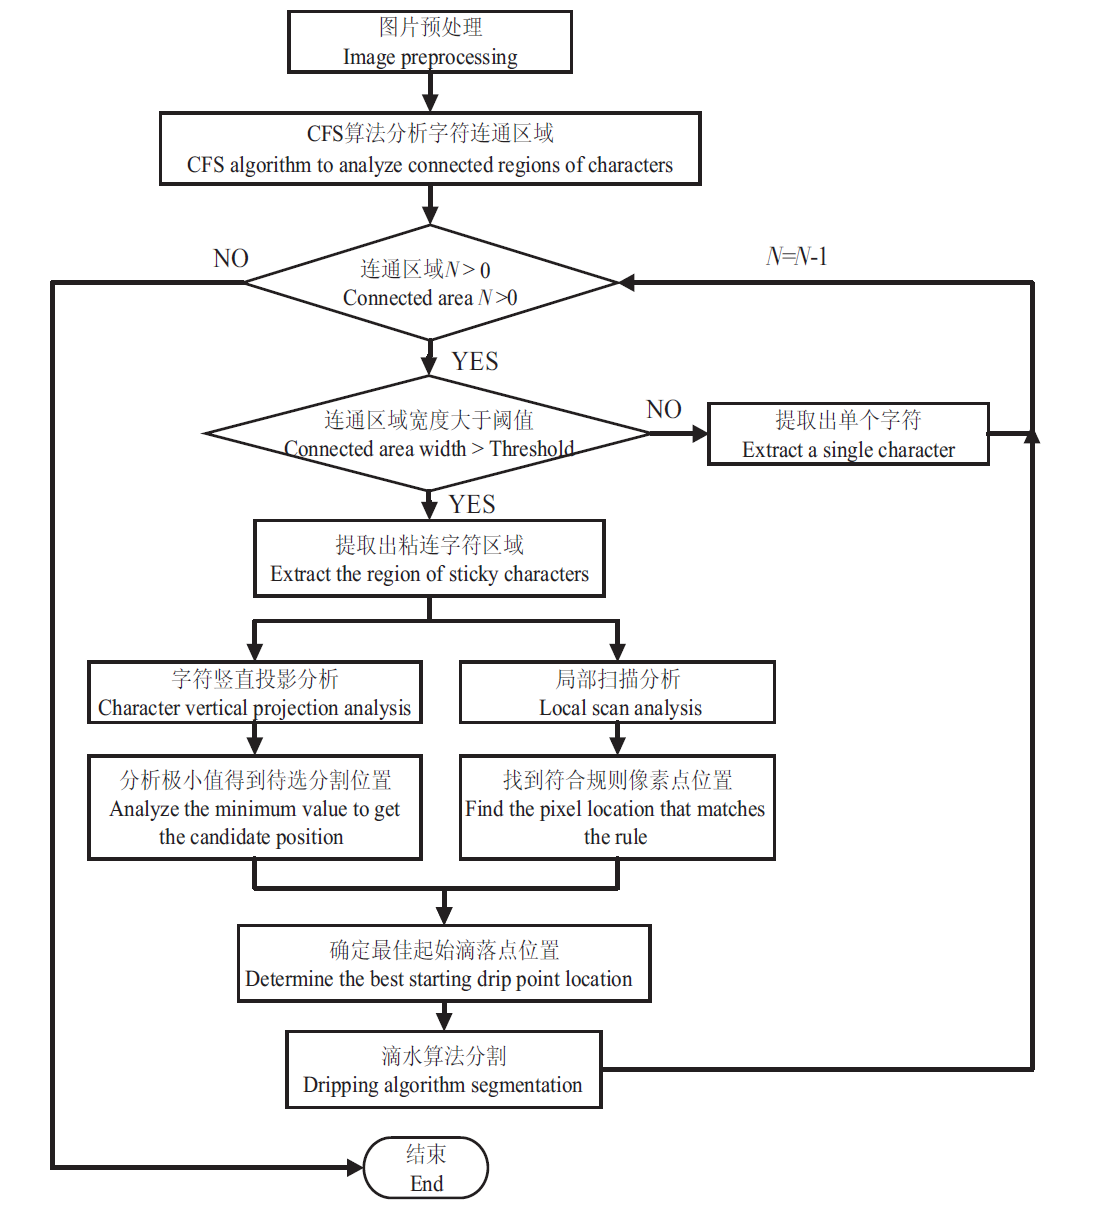 图片预处理
Image preprocessing
CFS算法分析字符连通区域
CFS algorithm to analyze connected regions of characters
NO
N=N-1
连通区域N > 0
Connected area N >0
YES
连通区域宽度大于阈值
Connected area width > Threshold
NO
提取出单个字符
Extract a single character
YES
提取出粘连字符区域
Extract the region of sticky characters
字符竖直投影分析
Character vertical projection analysis
局部扫描分析
Local scan analysis
分析极小值得到待选分割位置
Analyze the minimum value to get
the candidate position
找到符合规则像素点位置
Find the pixel location that matches
the rule
确定最佳起始滴落点位置
Determine the best starting drip point location
滴水算法分割
Dripping algorithm segmentation
结束
End